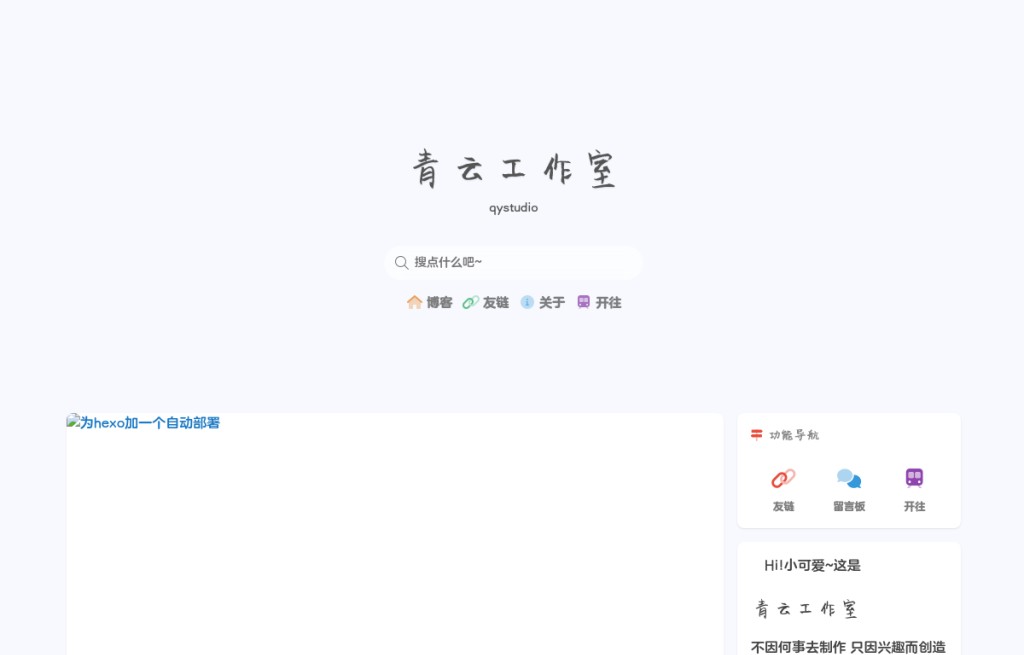 青云工作室
qystudio
搜点什么吧~
博客 友链 关于 开往
为hexo加一个自动部署
功能导航
友链 留言板 开往
Hi!小可爱~这是
青云工作室
不因何事去制作 只因兴趣而创造